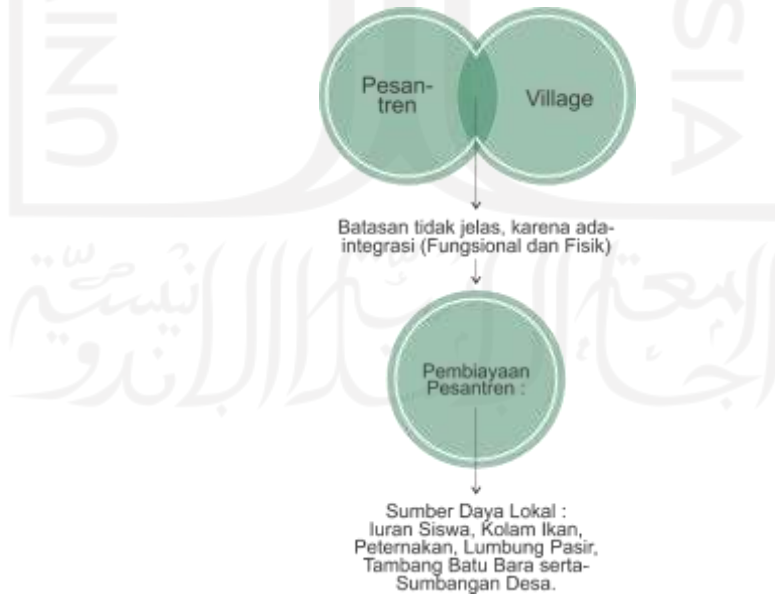 Pesan-
tren
Village
Batasan tidak jelas, karena ada-
integrasi (Fungsional dan Fisik)
Pembiayaan
Pesantren :
Sumber Daya Lokal :
Iuran Siswa, Kolam Ikan,
Peternakan, Lumbung Pasir,
Tambang Batu Bara serta-
Sumbangan Desa.